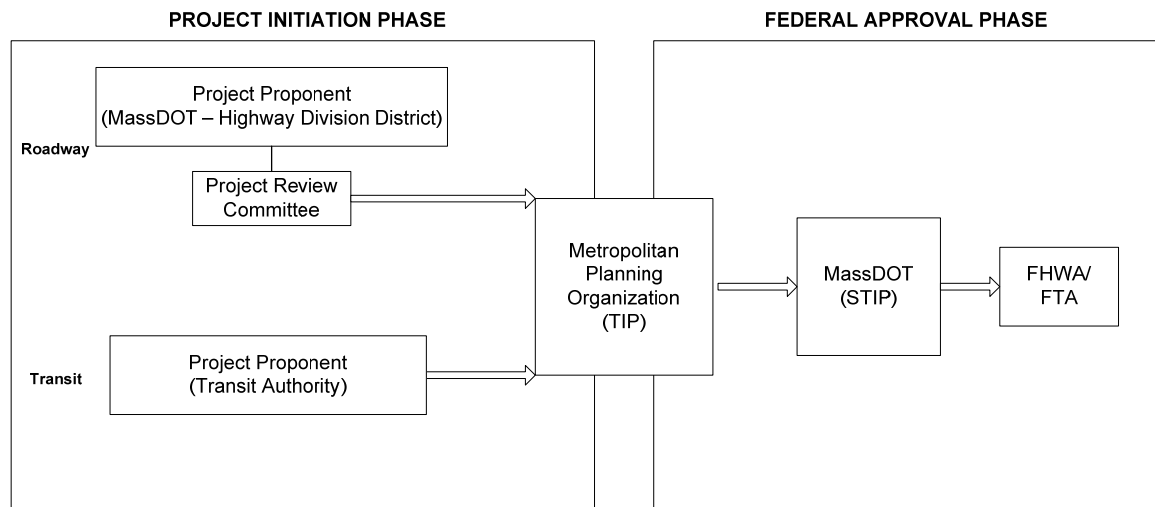 PROJECT INITIATION PHASE
FEDERAL APPROVAL PHASE
Project Proponent
(MassDOT – Highway Division District)
Roadway
Project Review
Committee
Metropolitan
Planning
Organization
(TIP)
MassDOT
(STIP)
FHWA/
FTA
Project Proponent
(Transit Authority)
Transit